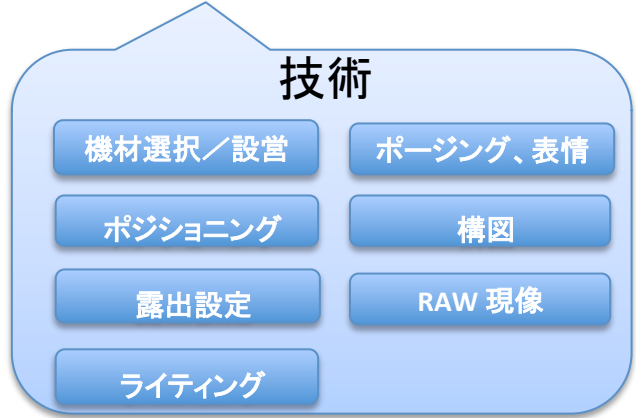 技術
機材選択／設営
ポージング、表情
ポジショニング
構図
露出設定
RAW 現像
ライティング